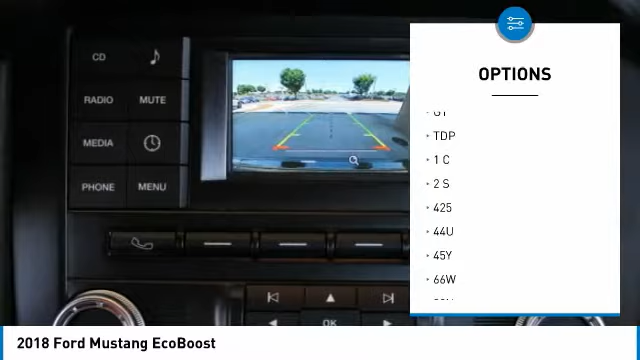 CD
RADIO MUTE
MEDIA
PHONE MENU
OK
OPTIONS
TDP
1 C
2 S
425
44U
45Y
66W
2018 Ford Mustang EcoBoost